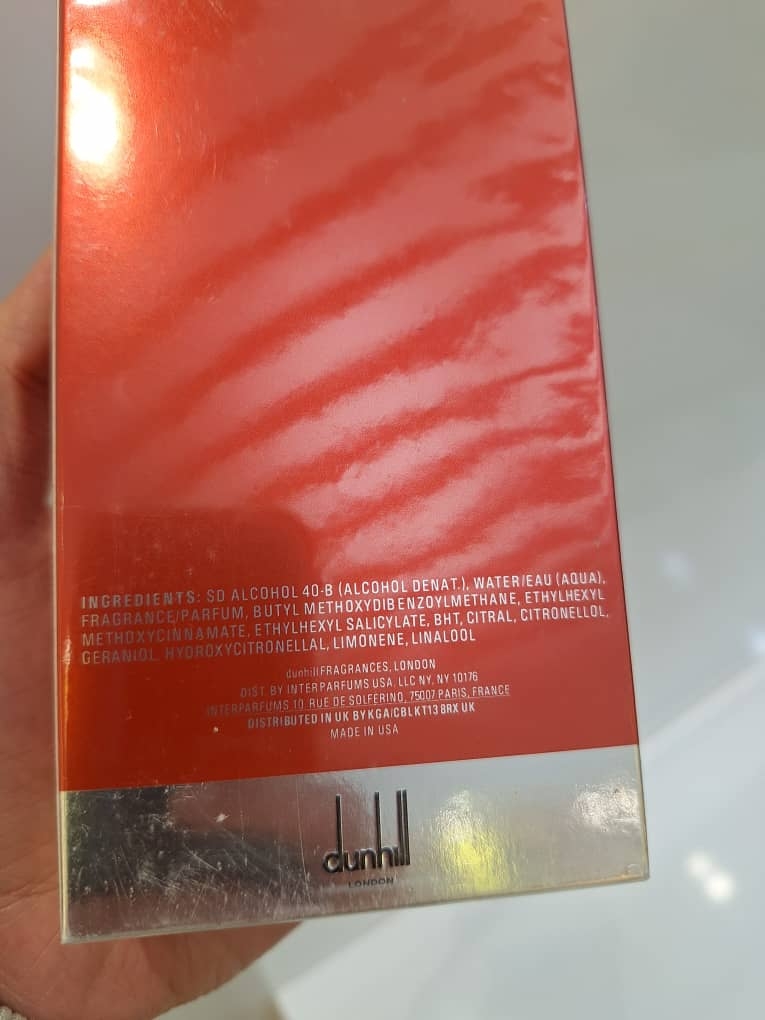 INGREDIENTS: SD ALCOHOL 40-B (ALCOHOL DENAT.), WATER/EAU (AQUA),
FRAGRANCE/PARFUM, BUTYL METHOXYDIBENZOYLMETHANE, ETHYLHEXYL
METHOXYCINNAMATE, ETHYLHEXYL SALICYLATE, BHT, CITRAL, CITRONELLOL,
GERANIOL, HYDROXYCITRONELLAL, LIMONENE, LINALOOL
dunhill FRAGRANCES, LONDON
DIST. BY INTERPARFUMS USA, LLC NY, NY 10176
INTERPARFUMS 10, RUE DE SOLFERINO, 75007 PARIS, FRANCE
DISTRIBUTED IN UK BY KGA/CBL KT13 8RX UK
MADE IN USA
dunhill
LONDON